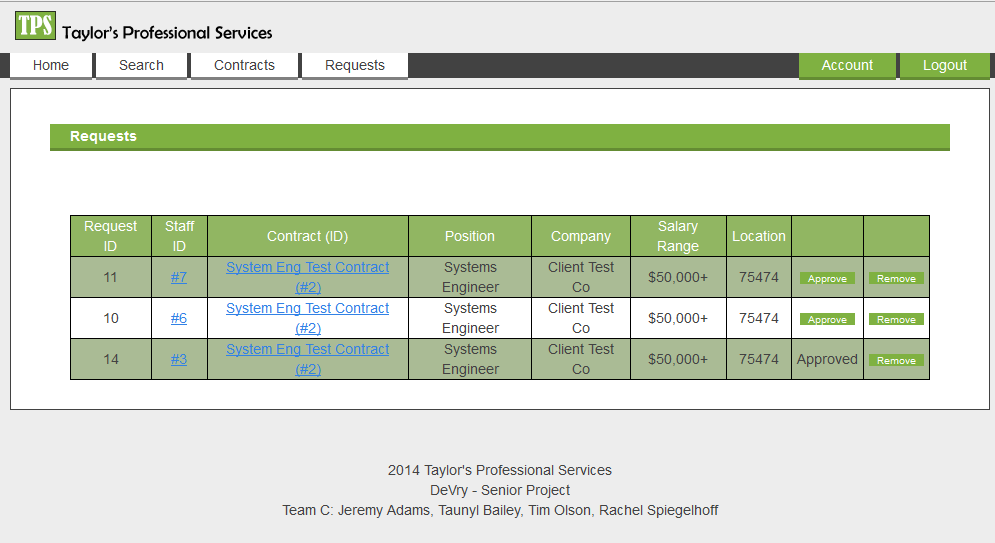 TPS Taylor's Professional Services
Home Search Contracts Requests Account Logout
Requests
Request ID Staff ID Contract (ID) Position Company Salary Range Location
11 #7 System Eng Test Contract (#2) Systems Engineer Client Test Co $50,000+ 75474 Approve Remove
10 #6 System Eng Test Contract (#2) Systems Engineer Client Test Co $50,000+ 75474 Approve Remove
14 #3 System Eng Test Contract (#2) Systems Engineer Client Test Co $50,000+ 75474 Approved Remove
2014 Taylor's Professional Services
DeVry - Senior Project
Team C: Jeremy Adams, Taunyl Bailey, Tim Olson, Rachel Spiegelhoff